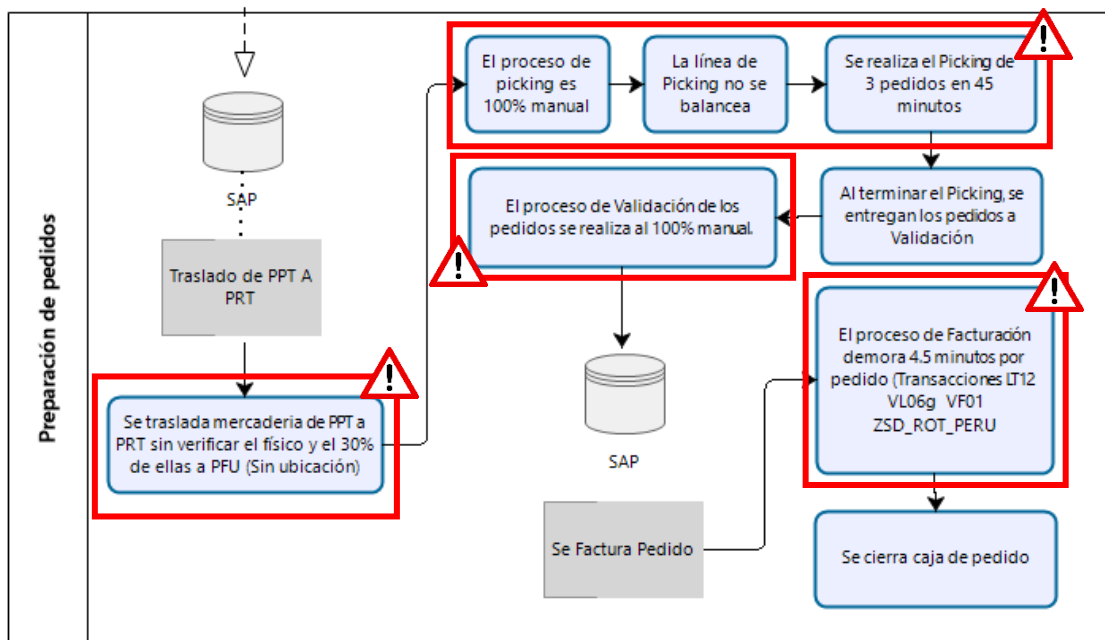 Preparación de pedidos
SAP
Traslado de PPT A
PRT
Se traslada mercaderia de PPT a
PRT sin verificar el físico y el 30%
de ellas a PFU (Sin ubicación)
!
El proceso de
picking es
100% manual
La línea de
Picking no se
balancea
Se realiza el Picking de
3 pedidos en 45
minutos
!
Al terminar el Picking, se
entregan los pedidos a
Validación
El proceso de Validación de los
pedidos se realiza al 100% manual.
!
SAP
Se Factura Pedido
El proceso de Facturación
demora 4.5 minutos por
pedido (Transacciones LT12
VL06g VF01
ZSD_ROT_PERU
!
Se cierra caja de pedido